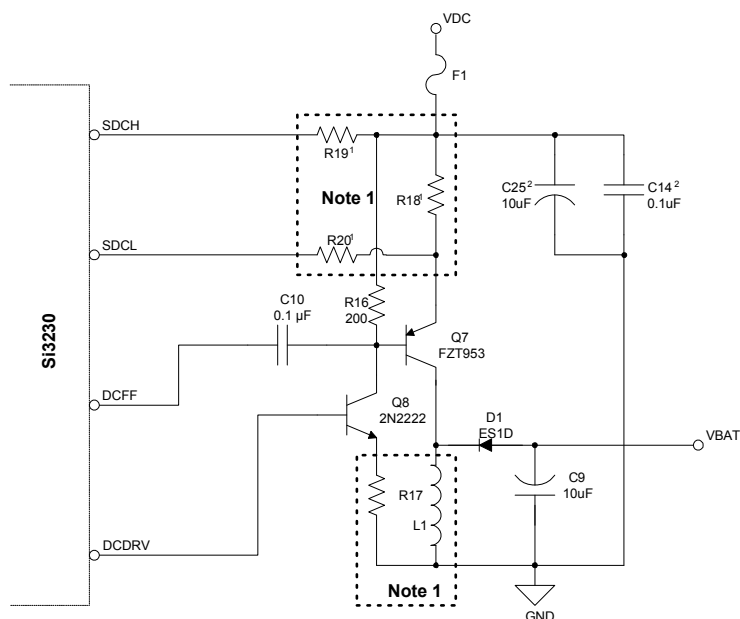 VDC
F1
SDCH
R19¹
Note 1
R18¹
C25²
10uF
C14²
0.1uF
SDCL
R20¹
Si3230
C10
0.1 µF
R16
200
Q7
FZT953
DCFF
Q8
2N2222
D1
ES1D
VBAT
R17
C9
10uF
L1
DCDRV
Note 1
GND